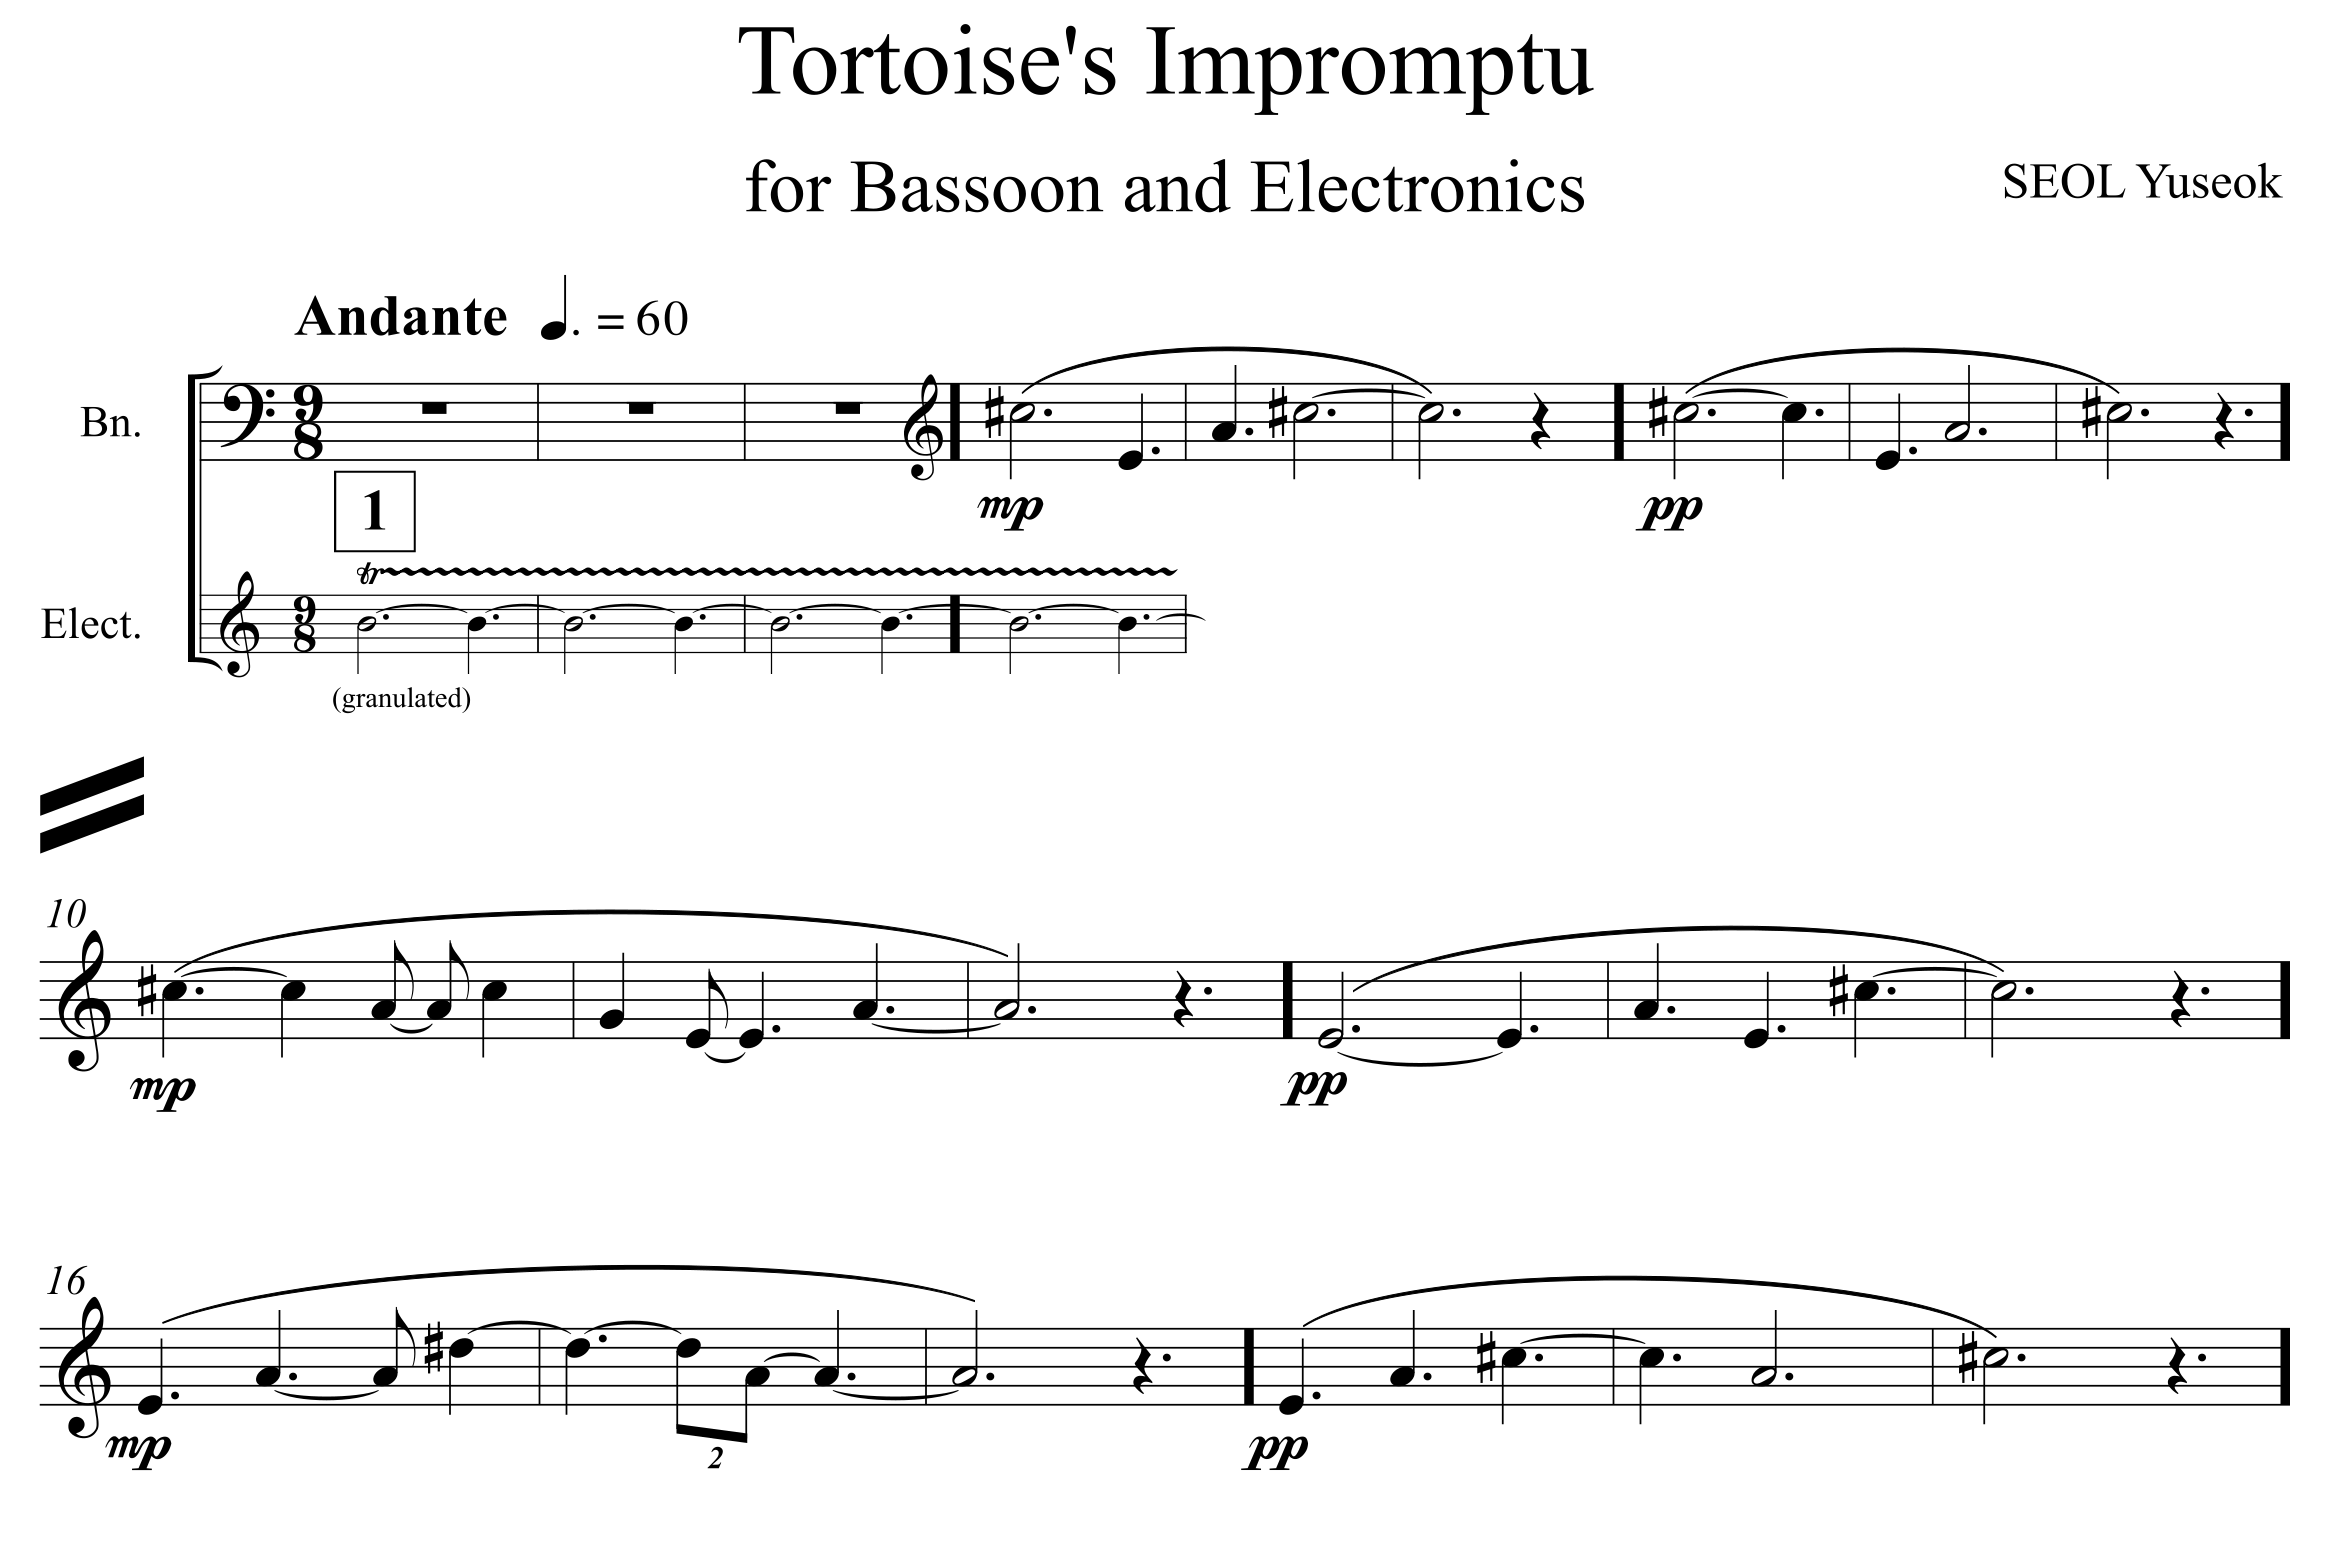 Tortoise's Impromptu
for Bassoon and Electronics
SEOL Yuseok
Andante ♩. = 60
Bn.
9
8
mp
pp
1
tr
Elect.
9
8
(granulated)
10
mp
pp
16
mp
2
pp